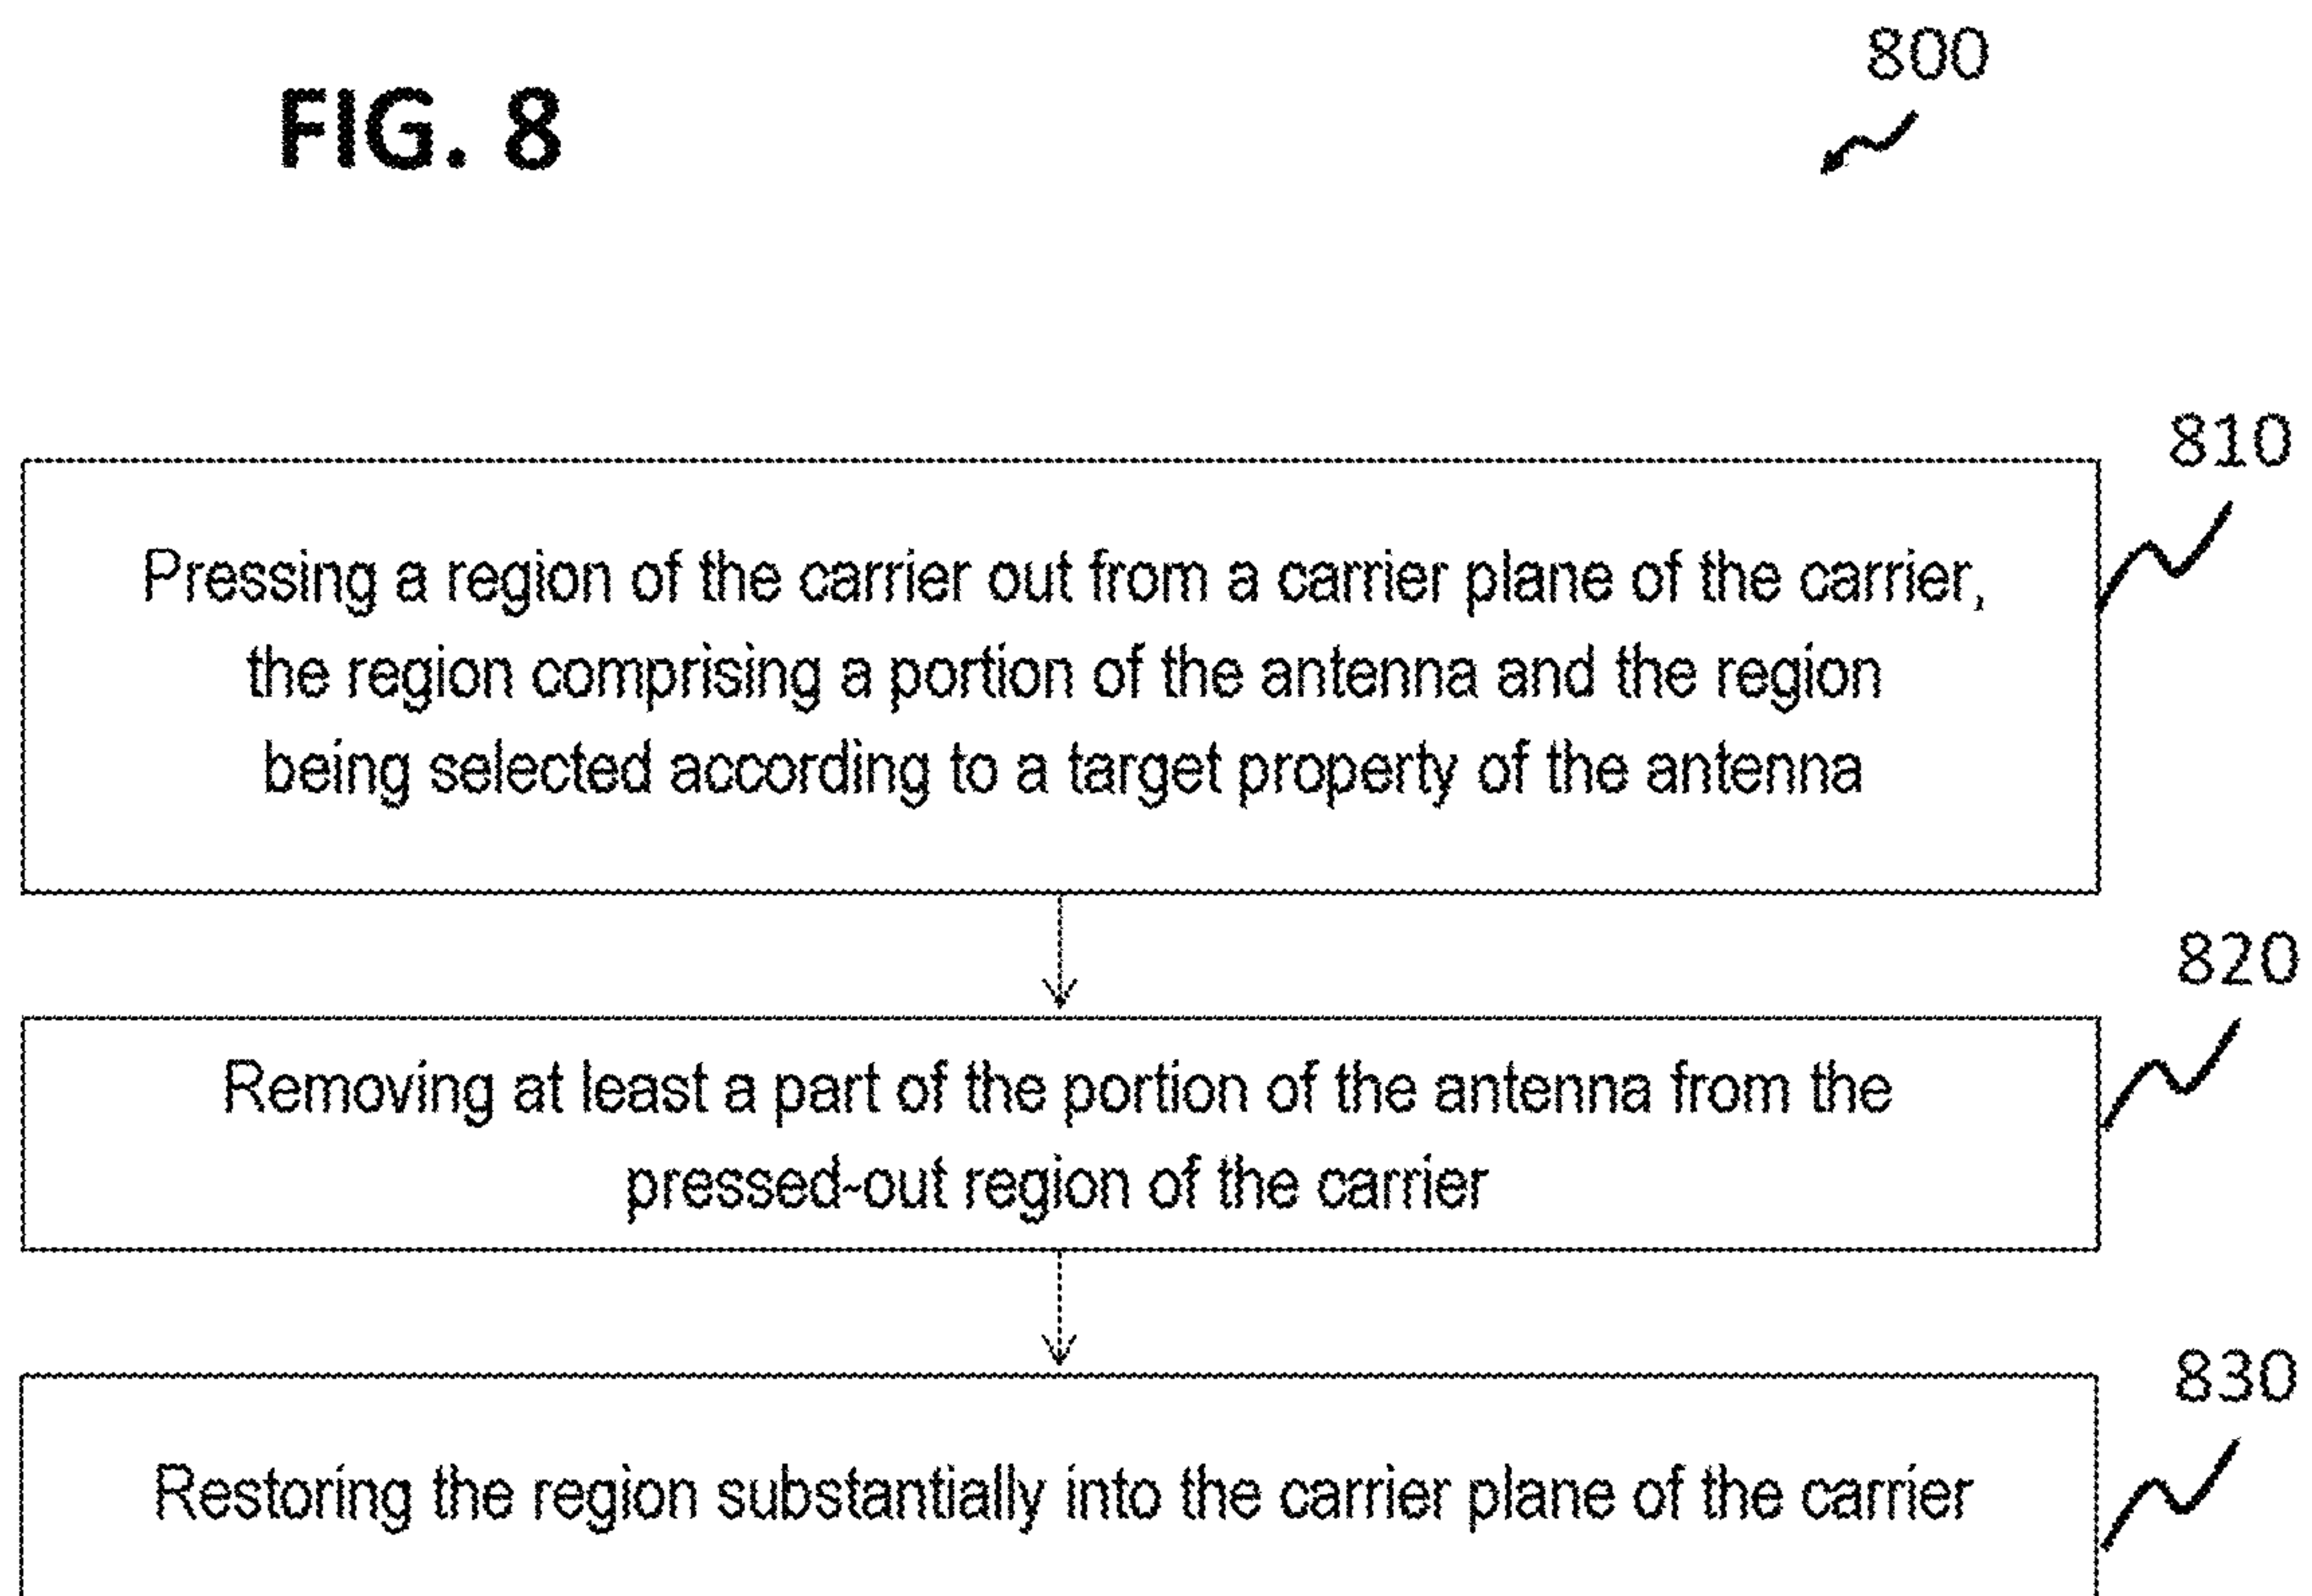 FIG. 8
800
810
Pressing a region of the carrier out from a carrier plane of the carrier,
the region comprising a portion of the antenna and the region
being selected according to a target property of the antenna
820
Removing at least a part of the portion of the antenna from the
pressed-out region of the carrier
830
Restoring the region substantially into the carrier plane of the carrier